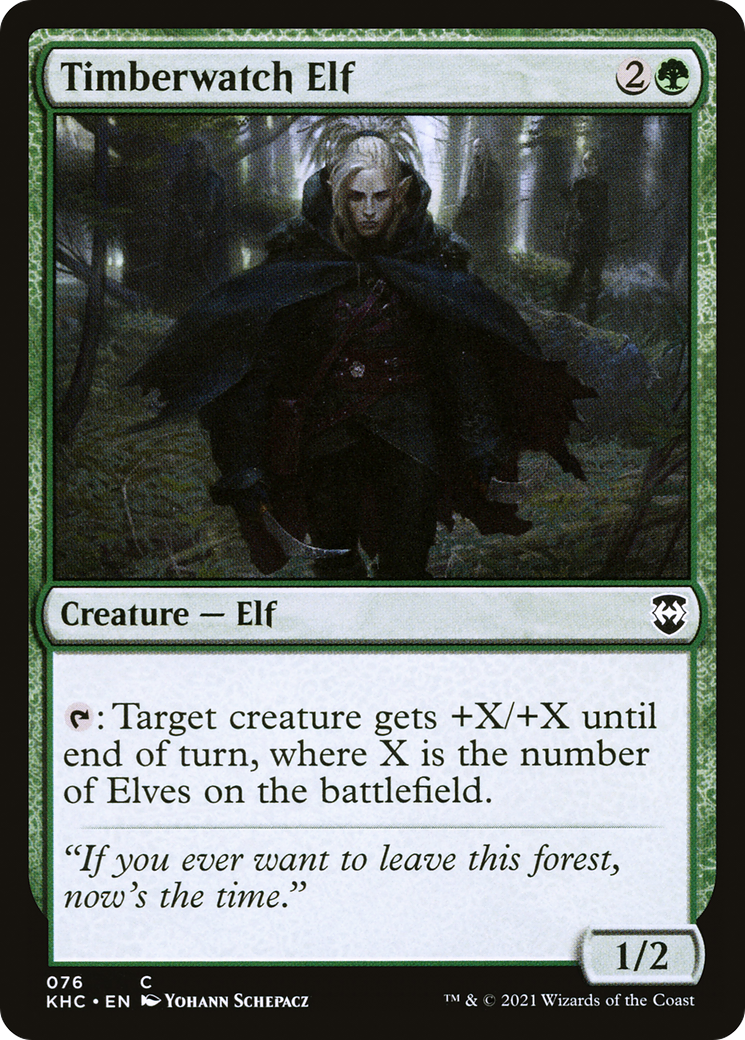 Timberwatch Elf 2
Creature — Elf
: Target creature gets +X/+X until
end of turn, where X is the number
of Elves on the battlefield.
“If you ever want to leave this forest,
now’s the time.”
1/2
076 C
KHC • EN Yohann Schepacz ™ & © 2021 Wizards of the Coast